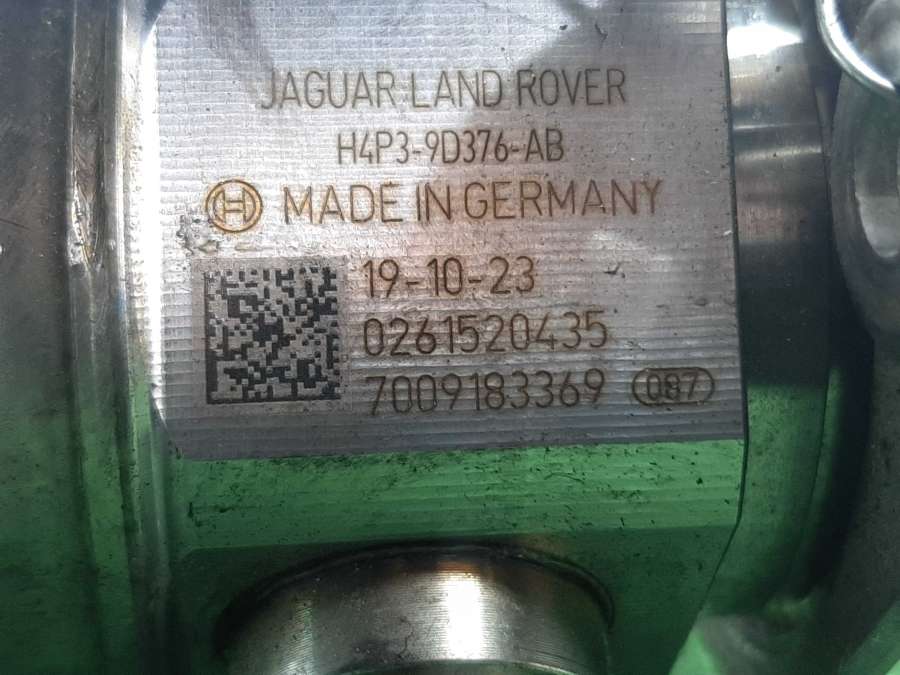 JAGUAR LAND ROVER
H4P3-9D376-AB
MADE IN GERMANY
19-10-23
0261520435
7009183369 087